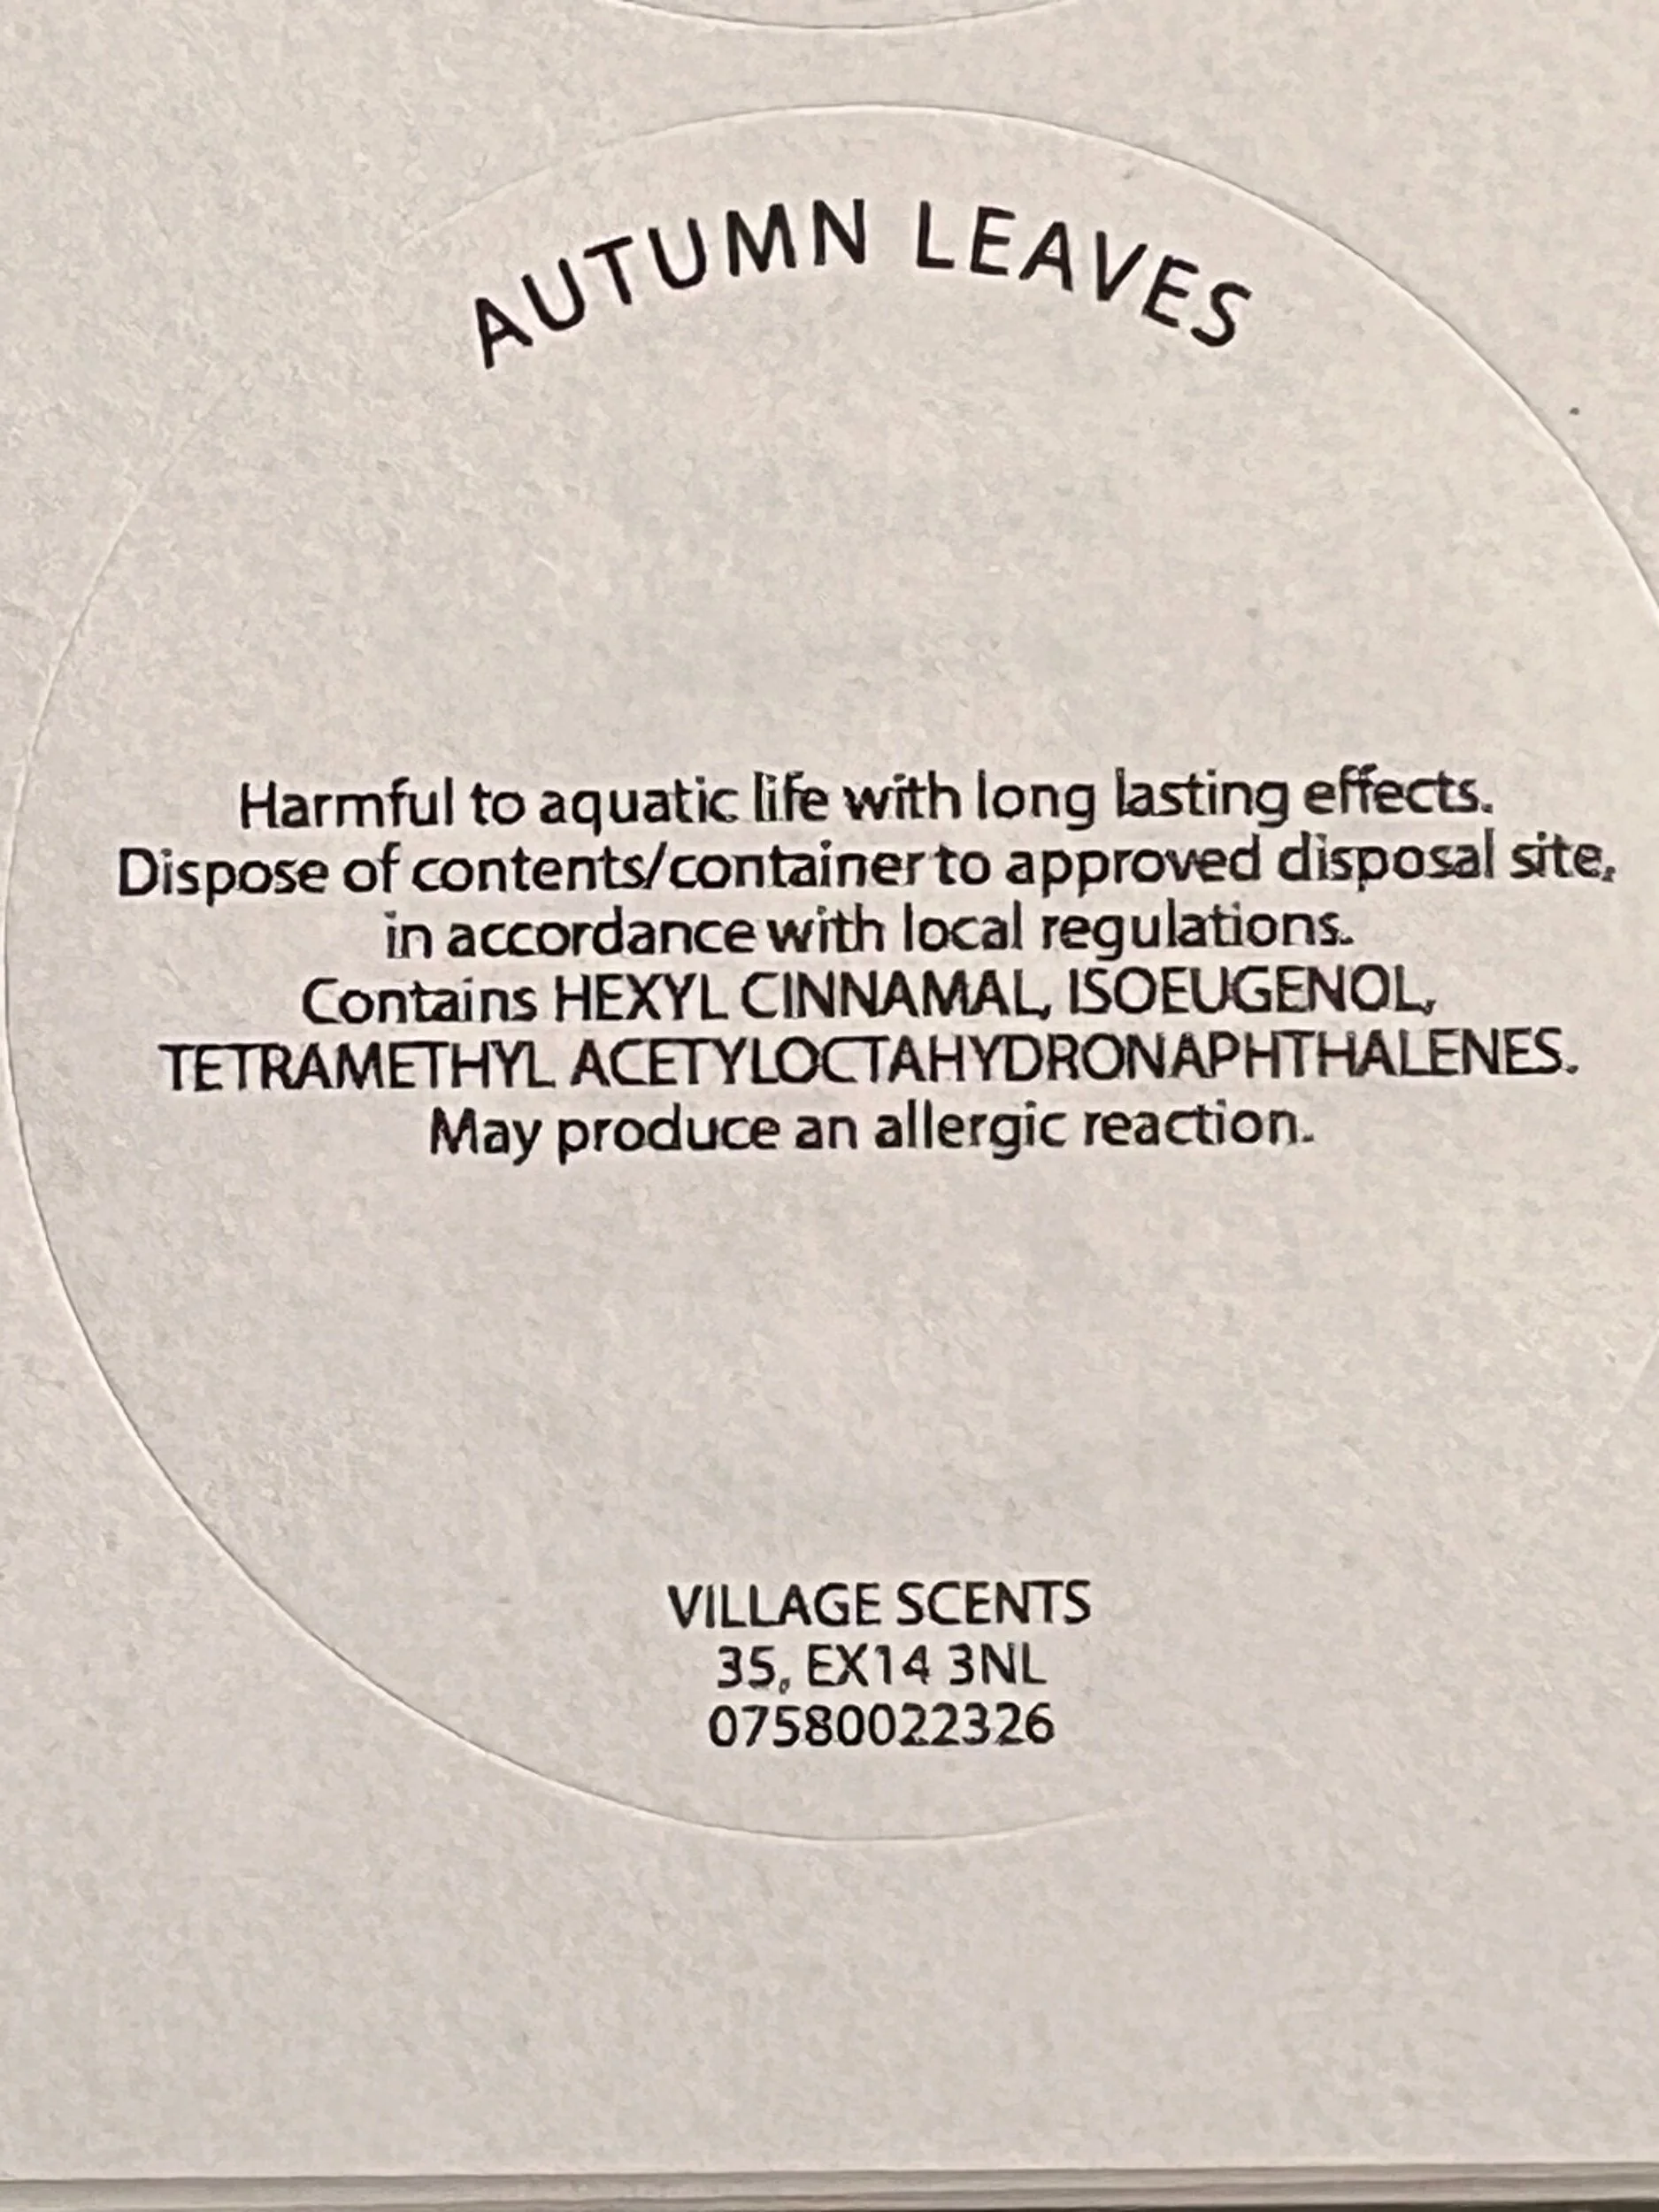 AUTUMN LEAVES
Harmful to aquatic life with long lasting effects.
Dispose of contents/container to approved disposal site,
in accordance with local regulations.
Contains HEXYL CINNAMAL, ISOEUGENOL,
TETRAMETHYL ACETYLOCTAHYDRONAPHTHALENES.
May produce an allergic reaction.
VILLAGE SCENTS
35, EX14 3NL
07580022326